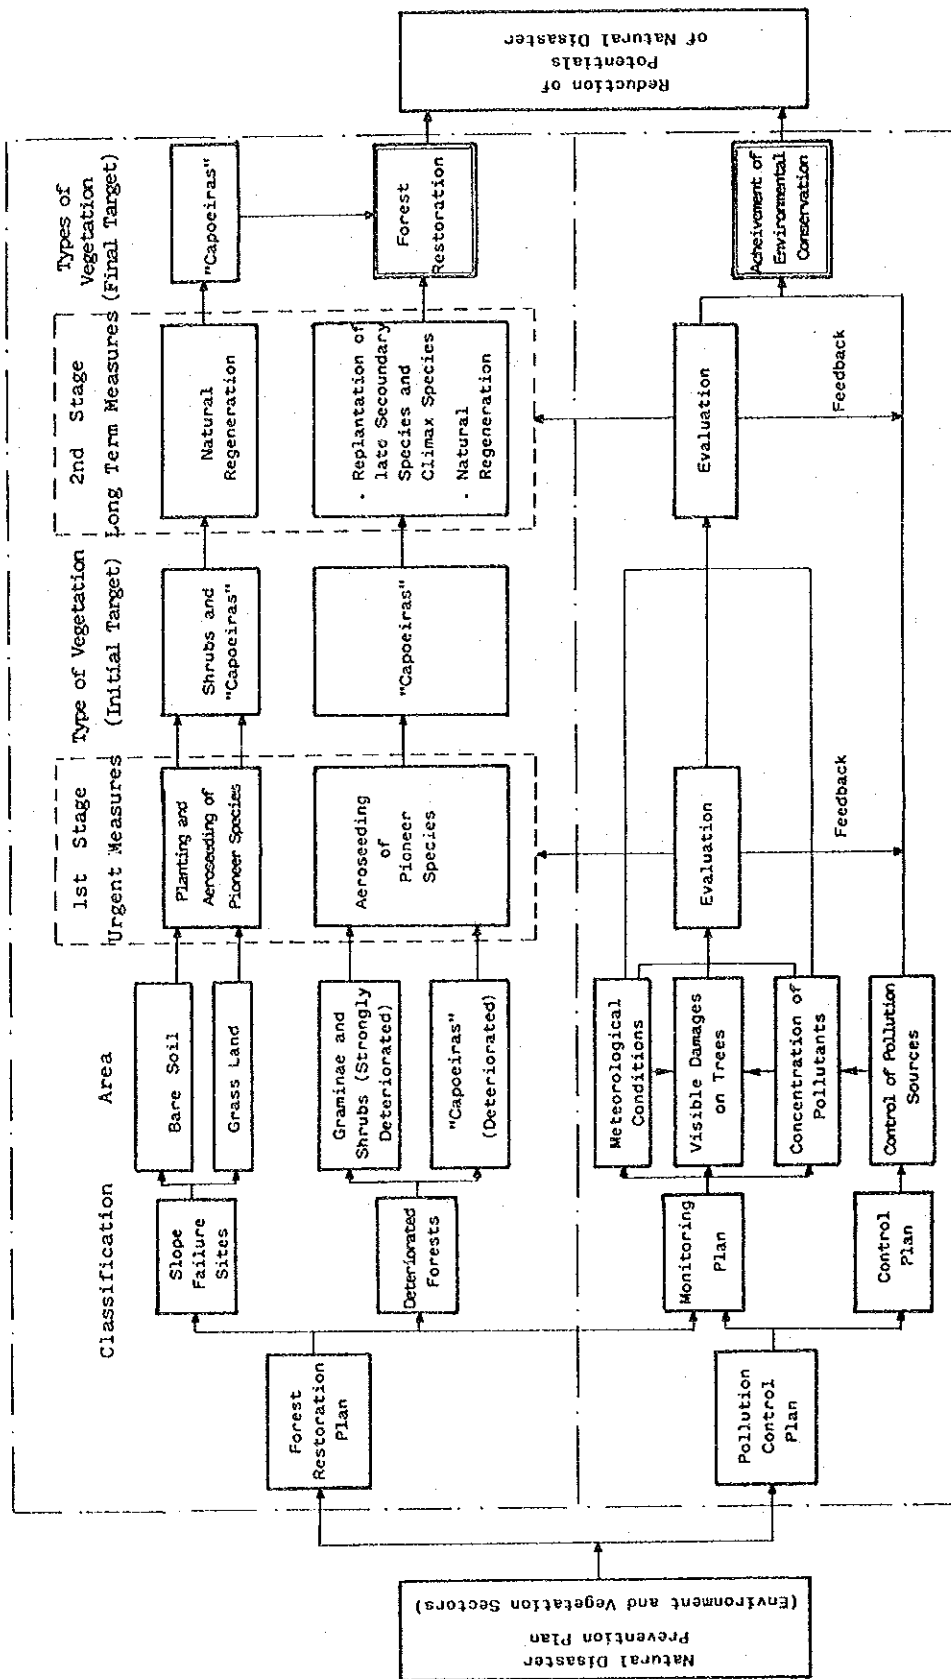 Natural Disaster
Prevention Plan
(Environment and Vegetation Sectors)
Forest
Restoration
Plan
Pollution
Control
Plan
Classification
Slope
Failure
Sites
Deteriorated
Forests
Monitoring
Plan
Control
Plan
Area
Bare Soil
Grass Land
Graminae and
Shrubs (Strongly
Deteriorated)
"Capoeiras"
(Deteriorated)
Meteorological
Conditions
Visible Damages
on Trees
Concentration of
Pollutants
Control of Pollution
Sources
1st Stage
Urgent Measures
Planting and
Aeroseeding of
Pioneer Species
Aeroseeding
of
Pioneer
Species
Evaluation
Feedback
Type of Vegetation
(Initial Target)
Shrubs and
"Capoeiras"
"Capoeiras"
2nd Stage
Long Term Measures
Natural
Regeneration
· Replantation of
late Secoundary
Species and
Climax Species
· Natural
Regeneration
Evaluation
Feedback
Types of
Vegetation
(Final Target)
"Capoeiras"
Forest
Restoration
Acheivement of
Environmental
Conservation
Reduction of
Potentials
of Natural Disaster